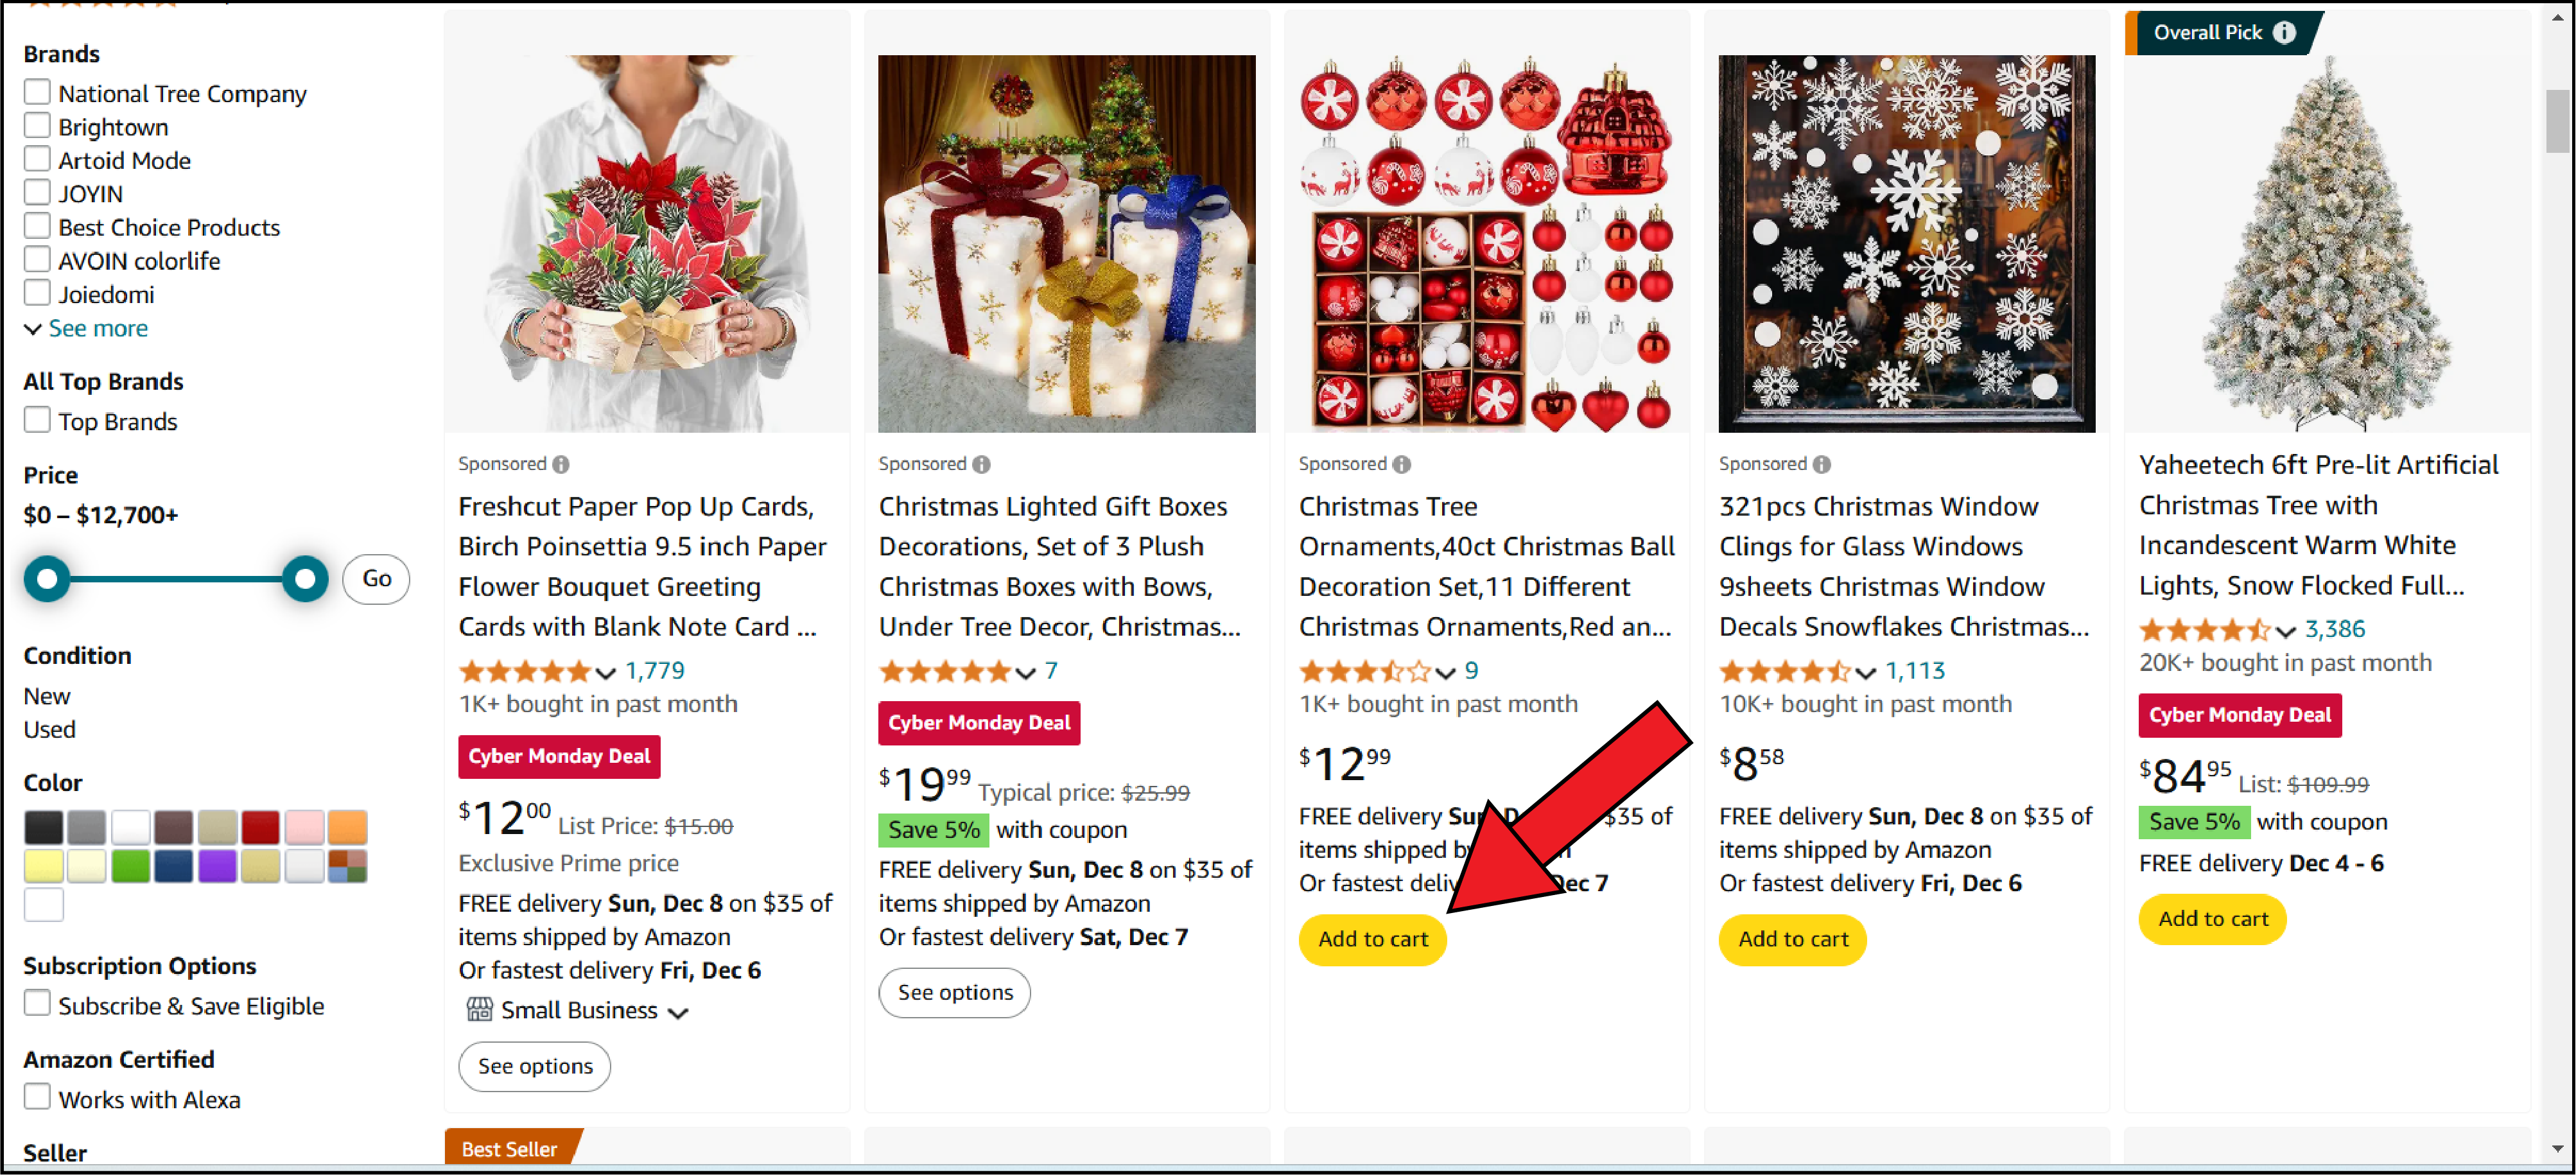 Brands
National Tree Company
Brightown
Artoid Mode
JOYIN
Best Choice Products
AVOIN colorlife
Joiedomi
See more
All Top Brands
Top Brands
Price
$0 – $12,700+
Go
Condition
New
Used
Color
Subscription Options
Subscribe & Save Eligible
Amazon Certified
Works with Alexa
Seller
Sponsored
Freshcut Paper Pop Up Cards,
Birch Poinsettia 9.5 inch Paper
Flower Bouquet Greeting
Cards with Blank Note Card ...
1,779
1K+ bought in past month
Cyber Monday Deal
$12 00 List Price: $15.00
Exclusive Prime price
FREE delivery Sun, Dec 8 on $35 of
items shipped by Amazon
Or fastest delivery Fri, Dec 6
Small Business
See options
Best Seller
Sponsored
Christmas Lighted Gift Boxes
Decorations, Set of 3 Plush
Christmas Boxes with Bows,
Under Tree Decor, Christmas...
7
Cyber Monday Deal
$19 99 Typical price: $25.99
Save 5% with coupon
FREE delivery Sun, Dec 8 on $35 of
items shipped by Amazon
Or fastest delivery Sat, Dec 7
See options
Sponsored
Christmas Tree
Ornaments,40ct Christmas Ball
Decoration Set,11 Different
Christmas Ornaments,Red an...
9
1K+ bought in past month
$12 99
FREE delivery $35 of
items shipped
Or fastest Dec 7
Add to cart
Sponsored
321pcs Christmas Window
Clings for Glass Windows
9sheets Christmas Window
Decals Snowflakes Christmas...
1,113
10K+ bought in past month
$8 58
FREE delivery Sun, Dec 8 on $35 of
items shipped by Amazon
Or fastest delivery Fri, Dec 6
Add to cart
Overall Pick
Yaheetech 6ft Pre-lit Artificial
Christmas Tree with
Incandescent Warm White
Lights, Snow Flocked Full...
3,386
20K+ bought in past month
Cyber Monday Deal
$84 95 List: $109.99
Save 5% with coupon
FREE delivery Dec 4 - 6
Add to cart